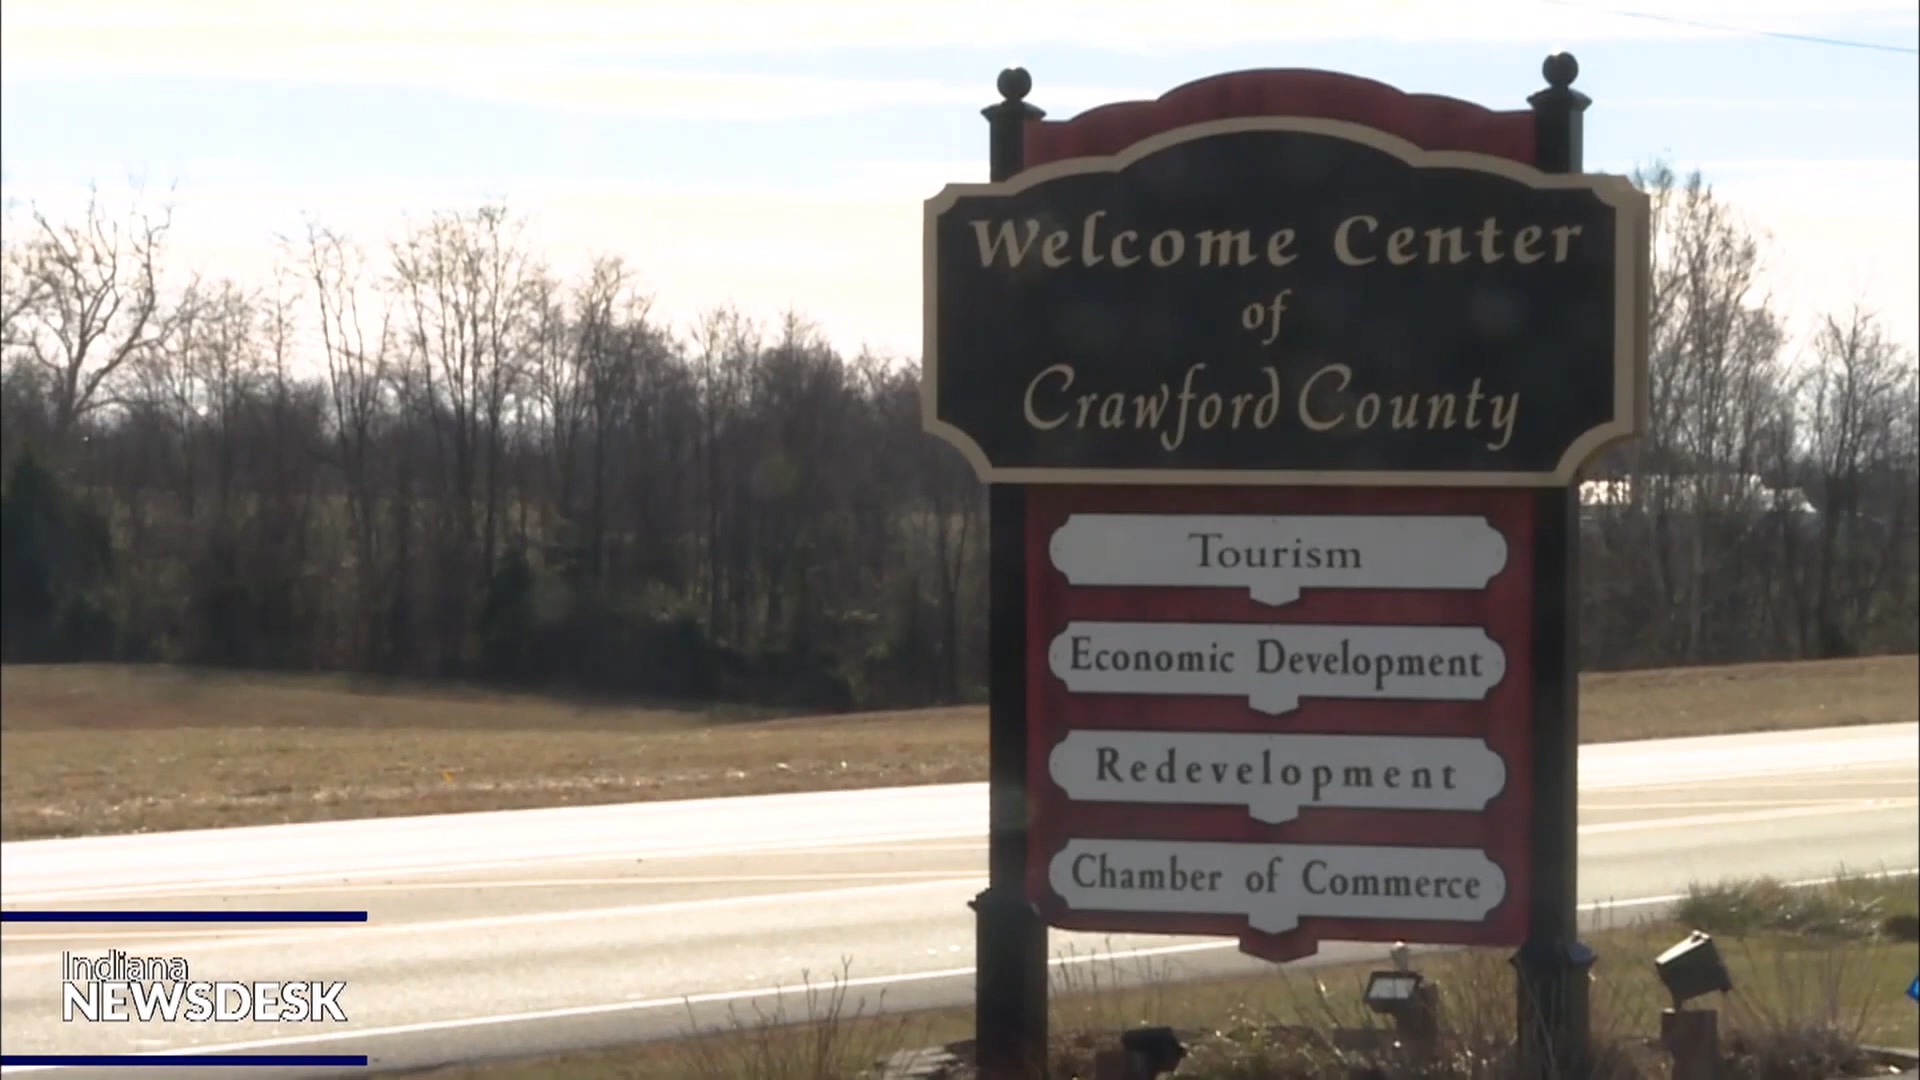 Welcome Center
of
Crawford County
Tourism
Economic Development
Redevelopment
Chamber of Commerce
Indiana
NEWSDESK